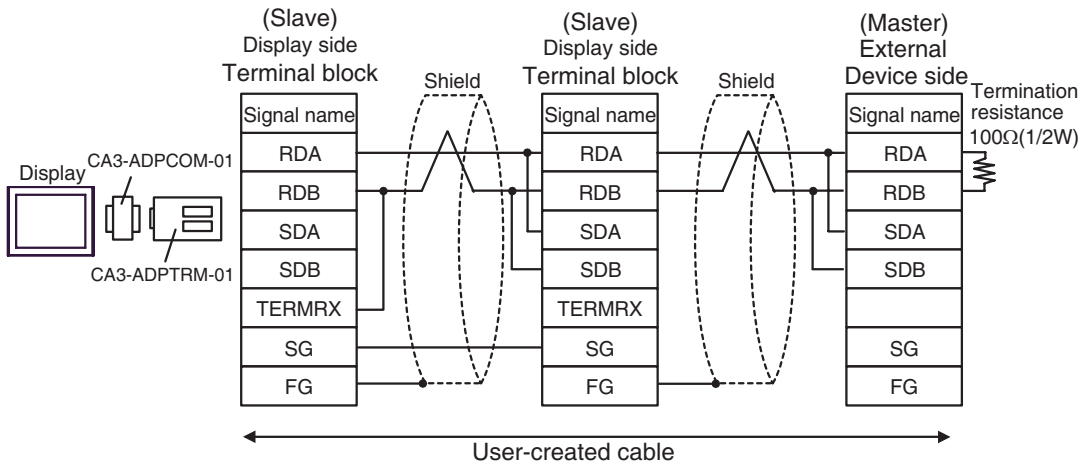 (Slave)
Display side
Terminal block
(Slave)
Display side
Terminal block
(Master)
External
Device side
Shield
Shield
Termination
resistance
100Ω(1/2W)
Display
CA3-ADPCOM-01
CA3-ADPTRM-01
Signal name
RDA
RDB
SDA
SDB
TERMRX
SG
FG
Signal name
RDA
RDB
SDA
SDB
TERMRX
SG
FG
Signal name
RDA
RDB
SDA
SDB
SG
FG
User-created cable